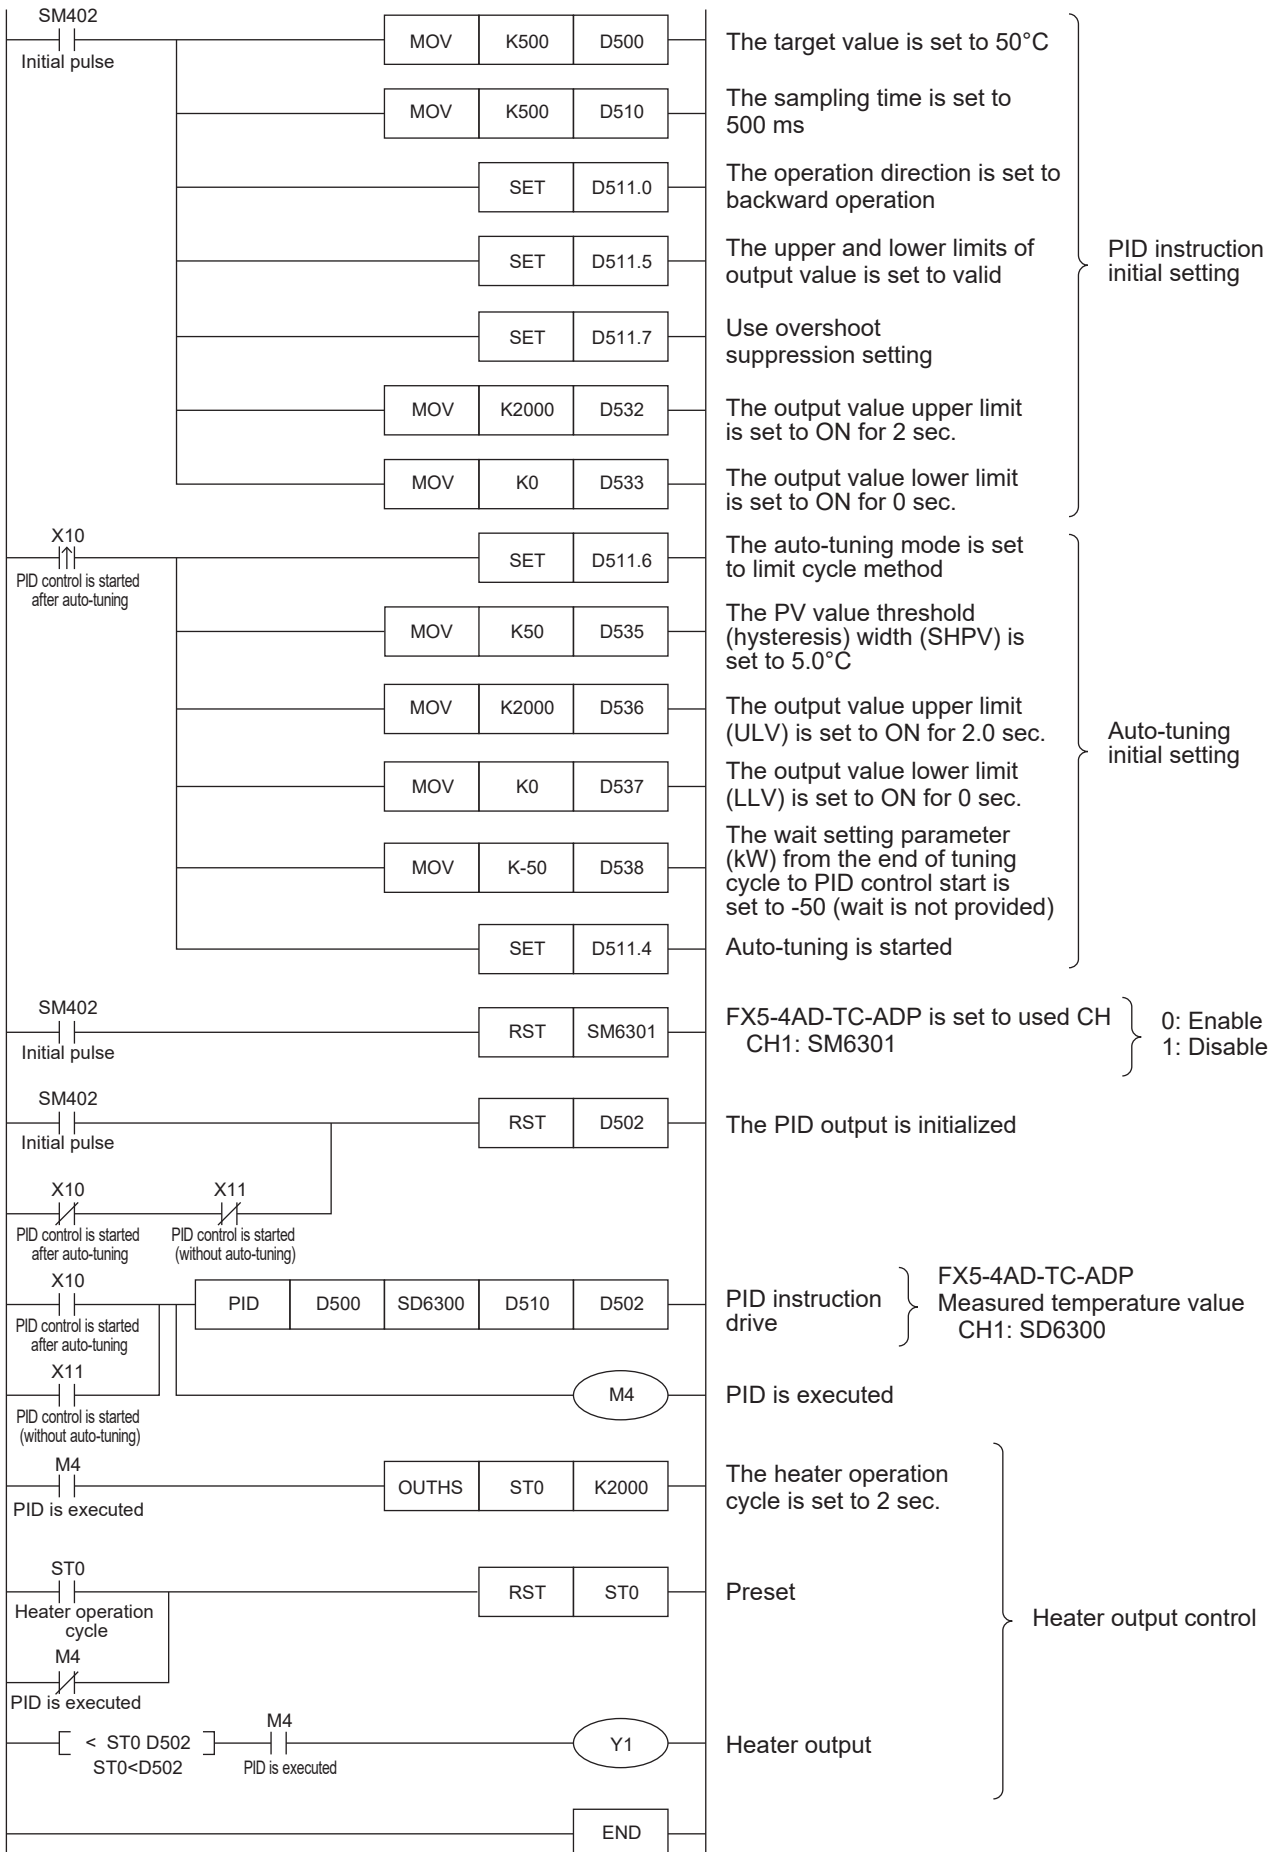 SM402
Initial pulse
MOV K500 D500
The target value is set to 50°C
MOV K500 D510
The sampling time is set to
500 ms
SET D511.0
The operation direction is set to
backward operation
SET D511.5
The upper and lower limits of
output value is set to valid
PID instruction
initial setting
SET D511.7
Use overshoot
suppression setting
MOV K2000 D532
The output value upper limit
is set to ON for 2 sec.
MOV K0 D533
The output value lower limit
is set to ON for 0 sec.
X10
PID control is started
after auto-tuning
SET D511.6
The auto-tuning mode is set
to limit cycle method
MOV K50 D535
The PV value threshold
(hysteresis) width (SHPV) is
set to 5.0°C
MOV K2000 D536
The output value upper limit
(ULV) is set to ON for 2.0 sec.
Auto-tuning
initial setting
MOV K0 D537
The output value lower limit
(LLV) is set to ON for 0 sec.
MOV K-50 D538
The wait setting parameter
(kW) from the end of tuning
cycle to PID control start is
set to -50 (wait is not provided)
SET D511.4
Auto-tuning is started
SM402
Initial pulse
RST SM6301
FX5-4AD-TC-ADP is set to used CH
CH1: SM6301
0: Enable
1: Disable
SM402
Initial pulse
RST D502
The PID output is initialized
X10 X11
PID control is started PID control is started
after auto-tuning (without auto-tuning)
X10
PID control is started
after auto-tuning
PID D500 SD6300 D510 D502
PID instruction
drive
FX5-4AD-TC-ADP
Measured temperature value
CH1: SD6300
X11
PID control is started
(without auto-tuning)
M4
PID is executed
M4
PID is executed
OUTHS ST0 K2000
The heater operation
cycle is set to 2 sec.
ST0
Heater operation
cycle
RST ST0
Preset
Heater output control
M4
PID is executed
< ST0 D502
ST0<D502
M4
PID is executed
Y1
Heater output
END